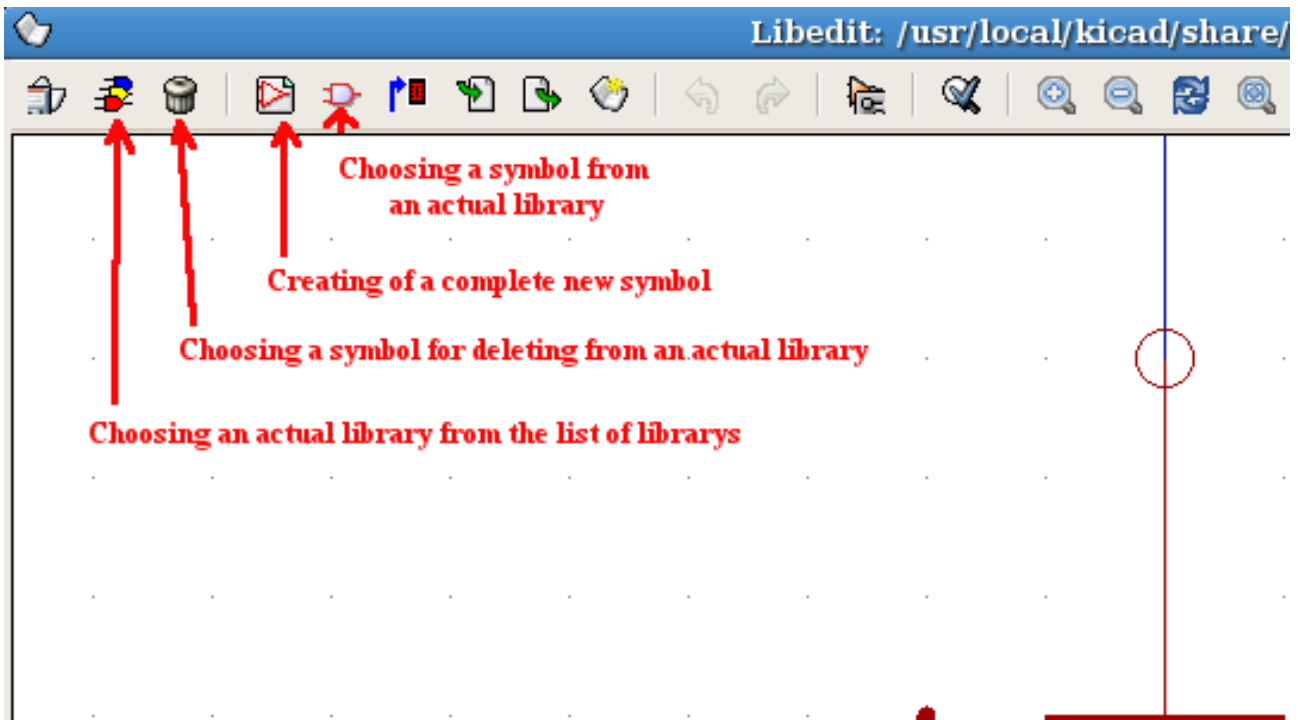 Libedit: /usr/local/kicad/share/
Choosing a symbol from
an actual library
Creating of a complete new symbol
Choosing a symbol for deleting from an actual library
Choosing an actual library from the list of librarys